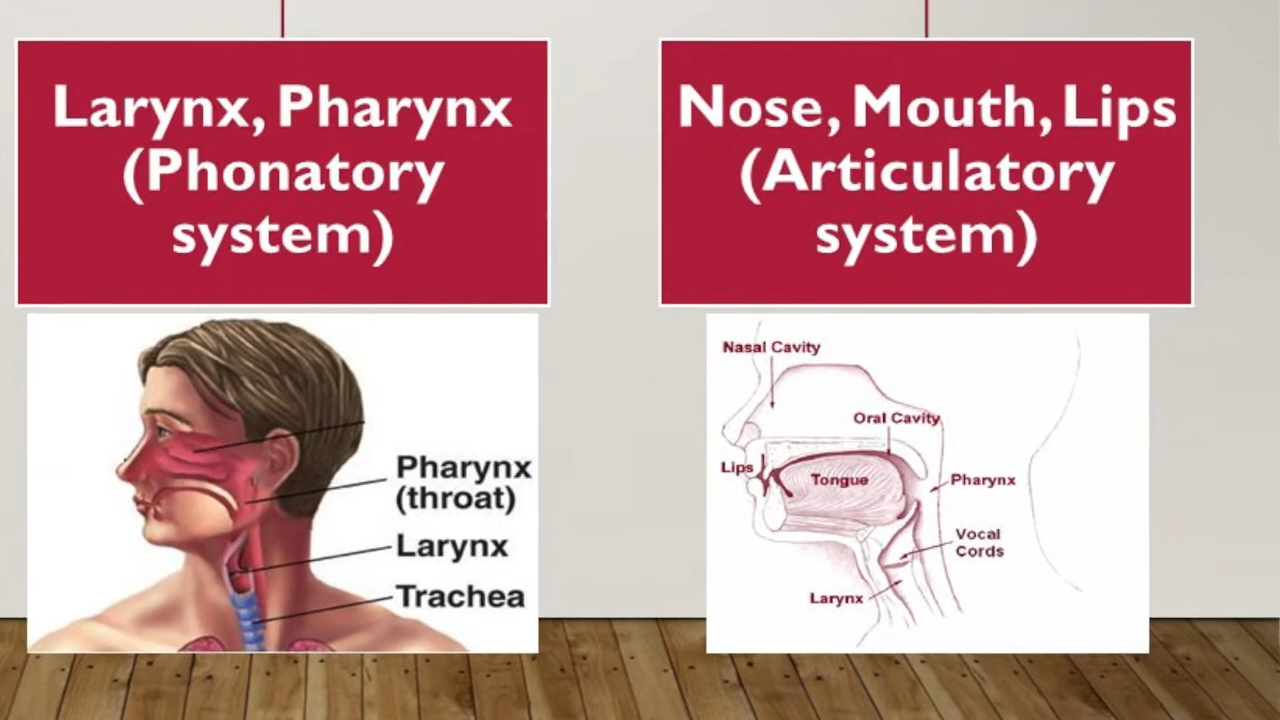 Larynx, Pharynx
(Phonatory
system)
Nose, Mouth, Lips
(Articulatory
system)
Pharynx
(throat)
Larynx
Trachea
Nasal Cavity
Oral Cavity
Lips
Tongue
Pharynx
Vocal
Cords
Larynx